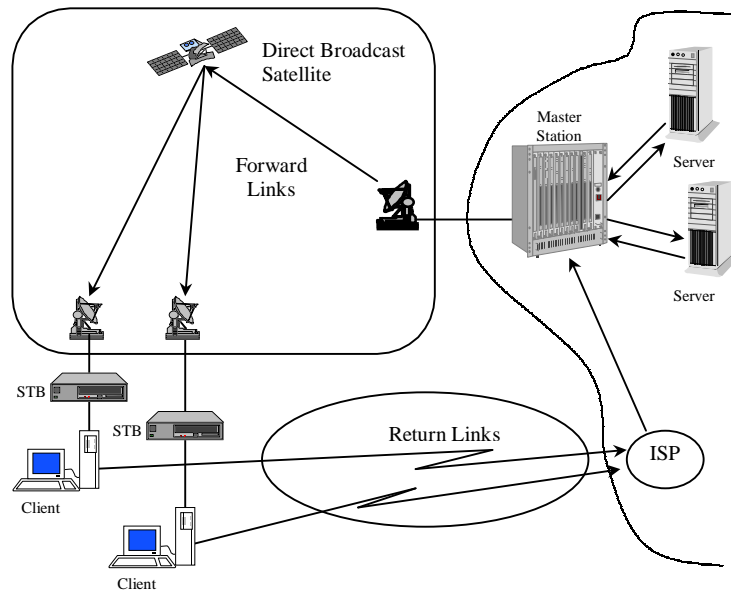 Direct Broadcast
Satellite
Master
Station
Server
Forward
Links
Server
STB
STB
Return Links
ISP
Client
Client